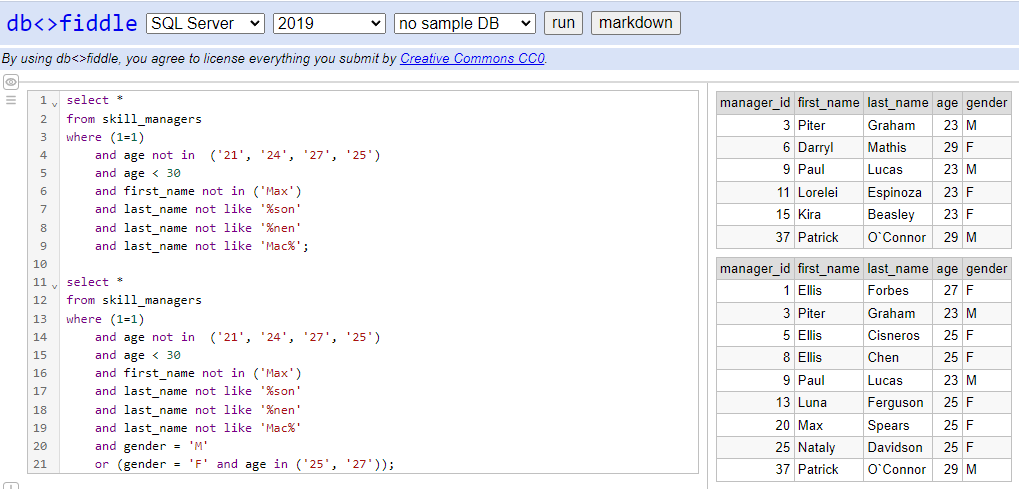 db<>fiddle SQL Server 2019 no sample DB run markdown
By using db<>fiddle, you agree to license everything you submit by Creative Commons CC0.
1 select *
2 from skill_managers
3 where (1=1)
4 and age not in ('21', '24', '27', '25')
5 and age < 30
6 and first_name not in ('Max')
7 and last_name not like '%son'
8 and last_name not like '%nen'
9 and last_name not like 'Mac%';
10
11 select *
12 from skill_managers
13 where (1=1)
14 and age not in ('21', '24', '27', '25')
15 and age < 30
16 and first_name not in ('Max')
17 and last_name not like '%son'
18 and last_name not like '%nen'
19 and last_name not like 'Mac%'
20 and gender = 'M'
21 or (gender = 'F' and age in ('25', '27'));
manager_id first_name last_name age gender
3 Piter Graham 23 M
6 Darryl Mathis 29 F
9 Paul Lucas 23 M
11 Lorelei Espinoza 23 F
15 Kira Beasley 23 F
37 Patrick O`Connor 29 M
manager_id first_name last_name age gender
1 Ellis Forbes 27 F
3 Piter Graham 23 M
5 Ellis Cisneros 25 F
8 Ellis Chen 25 F
9 Paul Lucas 23 M
13 Luna Ferguson 25 F
20 Max Spears 25 F
25 Nataly Davidson 25 F
37 Patrick O`Connor 29 M